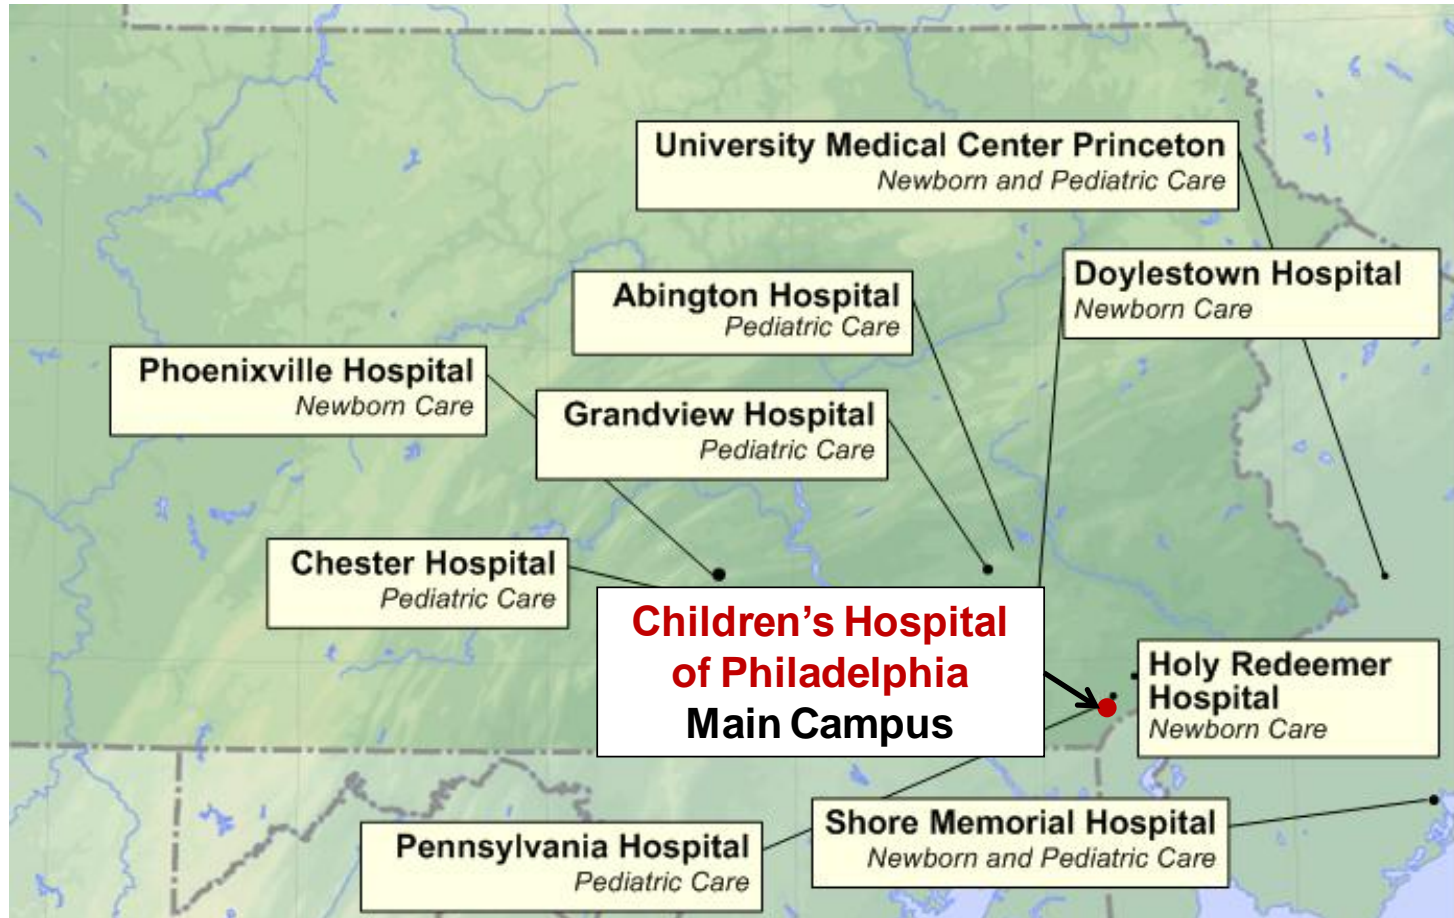 University Medical Center Princeton
Newborn and Pediatric Care
Abington Hospital
Pediatric Care
Doylestown Hospital
Newborn Care
Phoenixville Hospital
Newborn Care
Grandview Hospital
Pediatric Care
Chester Hospital
Pediatric Care
Children's Hospital
of Philadelphia
Main Campus
Holy Redeemer
Hospital
Newborn Care
Shore Memorial Hospital
Newborn and Pediatric Care
Pennsylvania Hospital
Pediatric Care